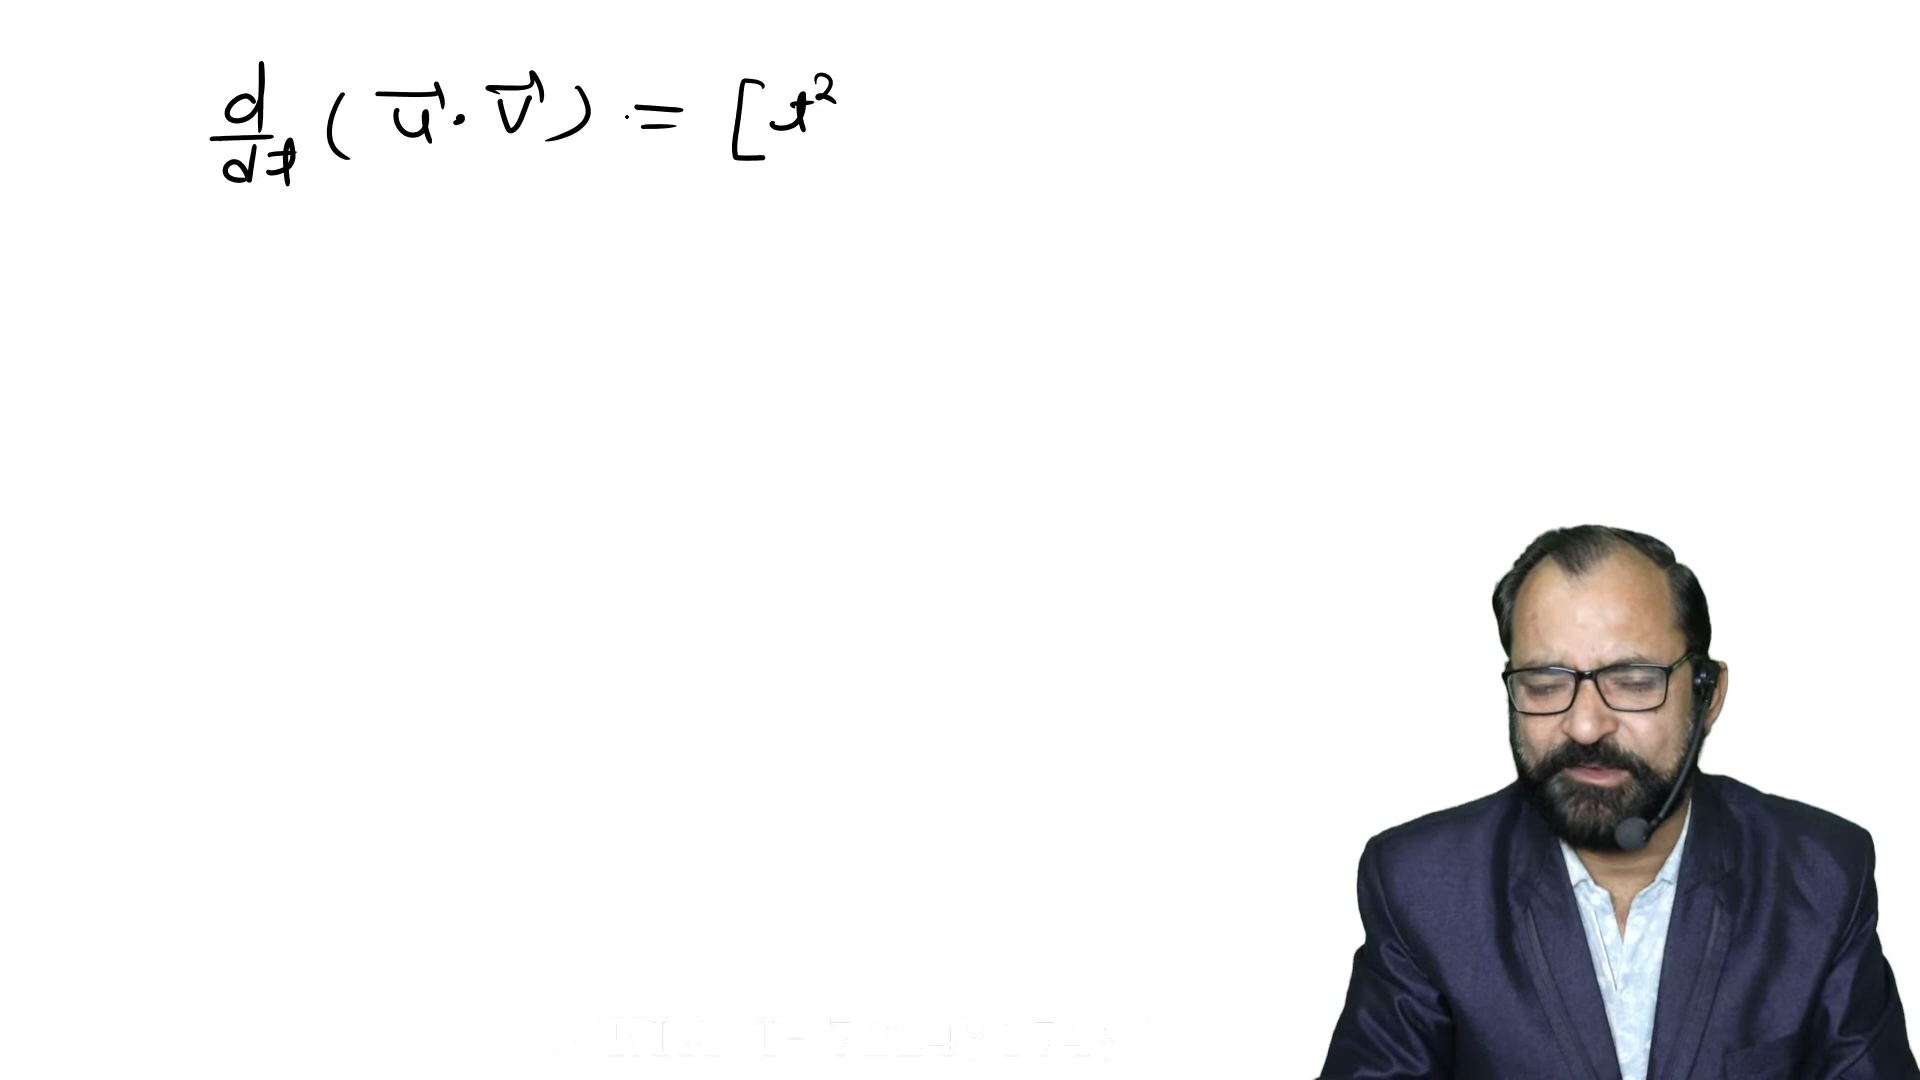 d/dt (u⃗ · v⃗) = [t²